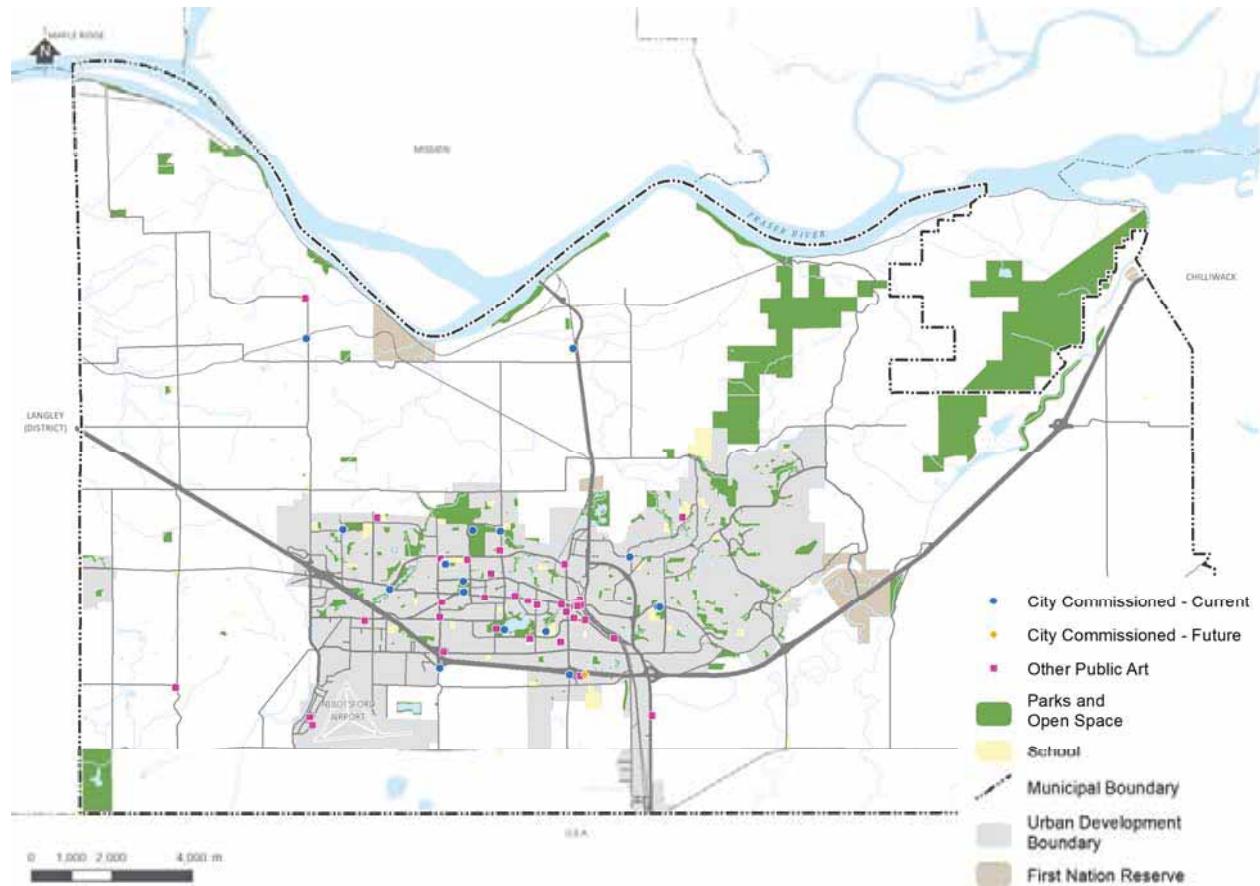 MAPLE RIDGE
N
MISSION
FRASER RIVER
CHILLIWACK
LANGLEY
(DISTRICT)
ABBOTSFORD
AIRPORT
U.S.A.
0 1,000 2,000 4,000 m
City Commissioned - Current
City Commissioned - Future
Other Public Art
Parks and
Open Space
School
Municipal Boundary
Urban Development
Boundary
First Nation Reserve